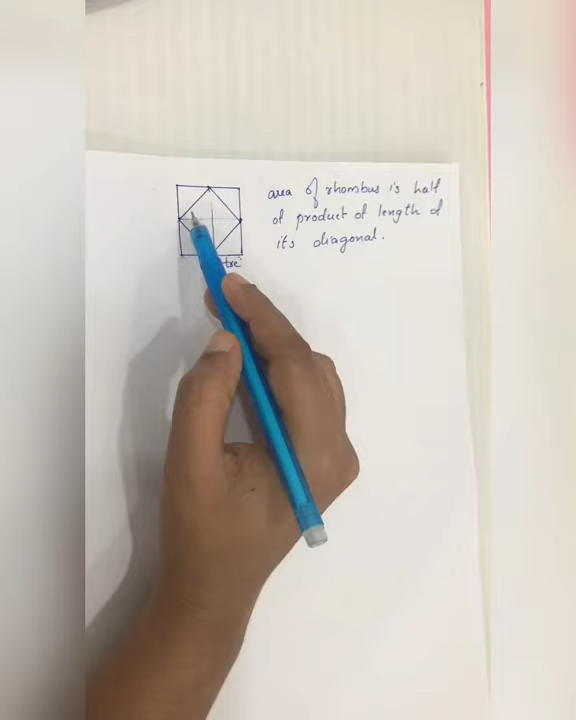 area of rhombus is half
of product of length of
its diagonal.